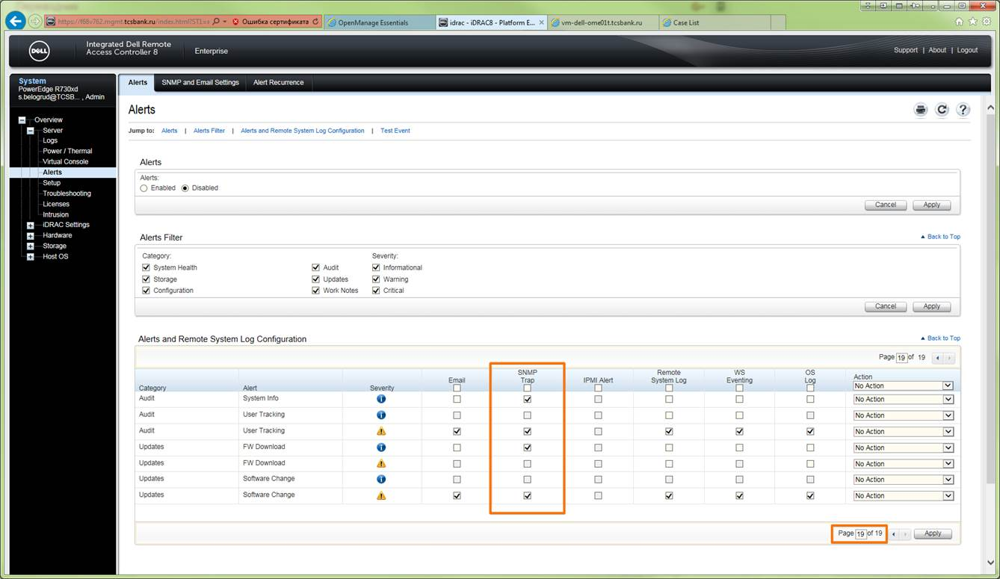 https://f68v762.mgmt.tcsbank.ru/index.html?ST1=
Ошибка сертификата
OpenManage Essentials
idrac - iDRAC8 - Platform E...
vm-dell-ome01t.tcsbank.ru
Case List
DELL
Integrated Dell Remote
Access Controller 8
Enterprise
Support | About | Logout
System
PowerEdge R730xd
s.belogrud@TCSB... , Admin
Overview
Server
Logs
Power / Thermal
Virtual Console
Alerts
Setup
Troubleshooting
Licenses
Intrusion
iDRAC Settings
Hardware
Storage
Host OS
Alerts SNMP and Email Settings Alert Recurrence
Alerts
Jump to: Alerts | Alerts Filter | Alerts and Remote System Log Configuration | Test Event
Alerts
Alerts:
Enabled Disabled
Cancel Apply
Alerts Filter Back to Top
Category: Severity:
System Health Audit Informational
Storage Updates Warning
Configuration Work Notes Critical
Cancel Apply
Alerts and Remote System Log Configuration Back to Top
Page 19 of 19
Category Alert Severity Email SNMP Trap IPMI Alert Remote System Log WS Eventing OS Log Action
No Action
Audit System Info No Action
Audit User Tracking No Action
Audit User Tracking No Action
Updates FW Download No Action
Updates FW Download No Action
Updates Software Change No Action
Updates Software Change No Action
Page 19 of 19 Apply